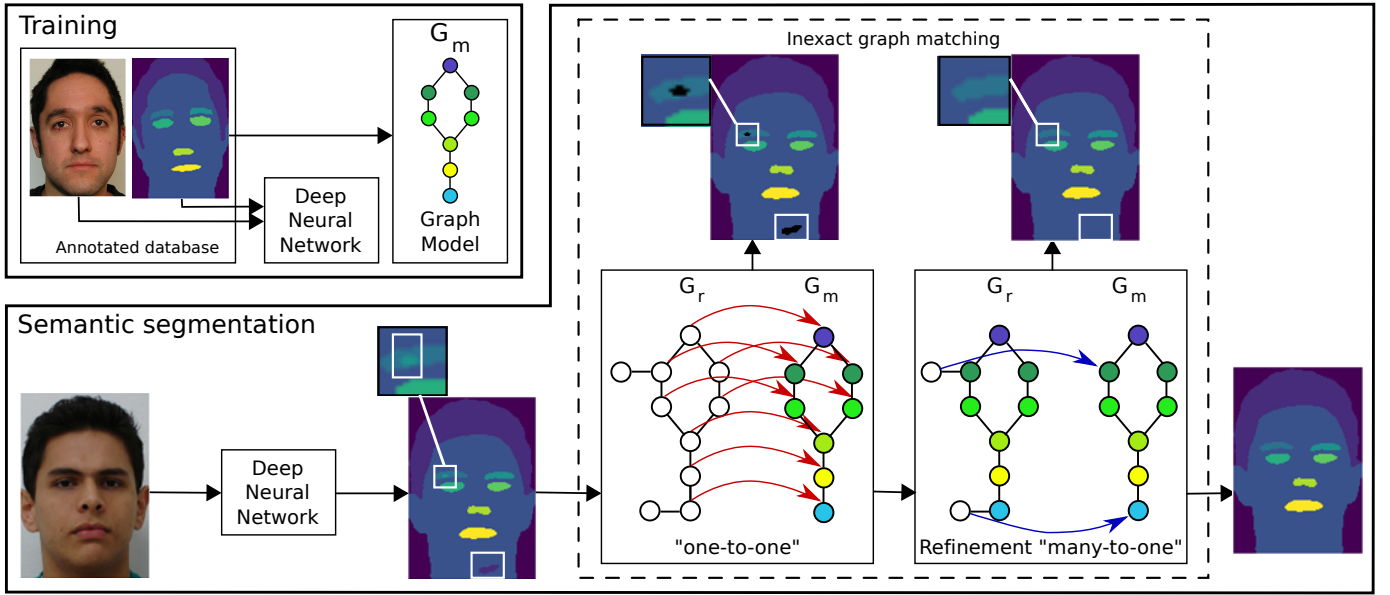 Training
G
m
Deep
Neural
Network
Annotated database
Graph
Model
Inexact graph matching
Semantic segmentation
Deep
Neural
Network
G
r
G
m
"one-to-one"
G
r
G
m
Refinement "many-to-one"